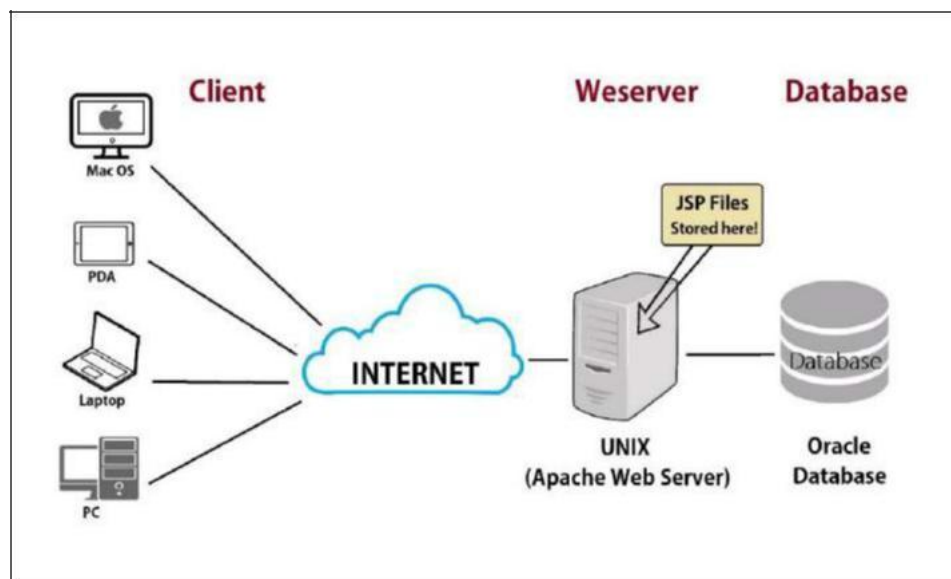 Client
Weserver
Database
Mac OS
JSP Files
Stored here!
PDA
INTERNET
Database
Laptop
UNIX
(Apache Web Server)
Oracle
Database
PC